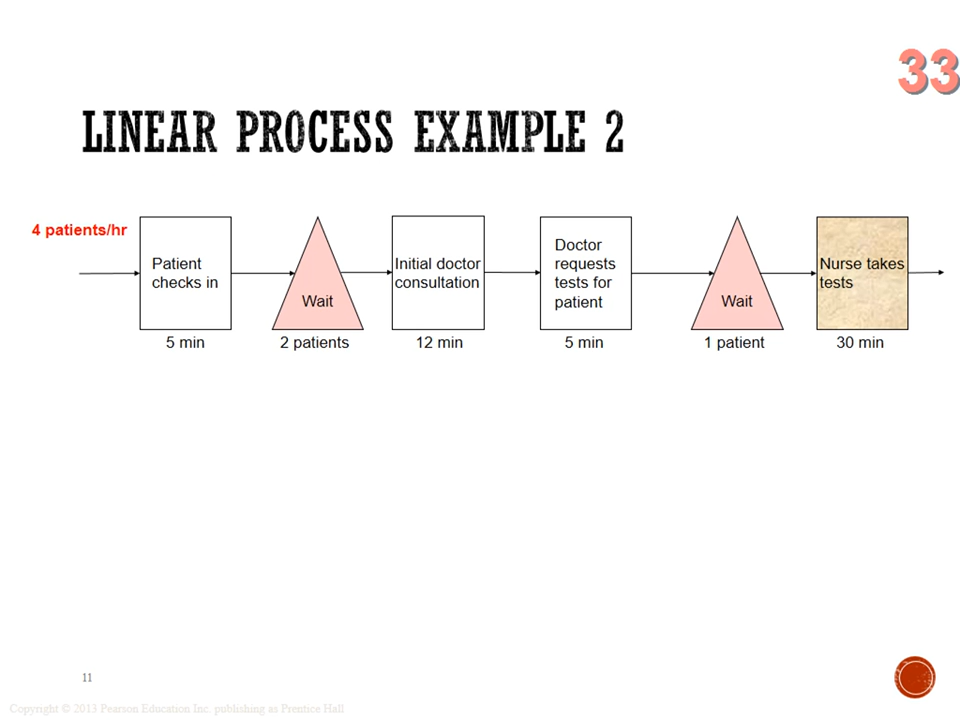 33
LINEAR PROCESS EXAMPLE 2
4 patients/hr
Patient
checks in
5 min
Wait
2 patients
Initial doctor
consultation
12 min
Doctor
requests
tests for
patient
5 min
Wait
1 patient
Nurse takes
tests
30 min
11
Copyright © 2013 Pearson Education Inc. publishing as Prentice Hall